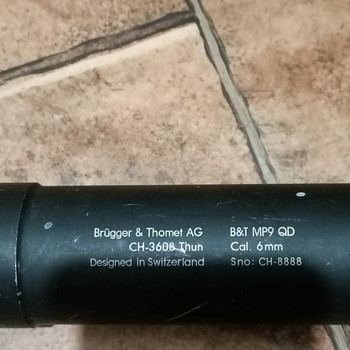 Brügger & Thomet AG
CH-3608 Thun
Designed in Switzerland
B&T MP9 QD
Cal. 6mm
Sno: CH-8888